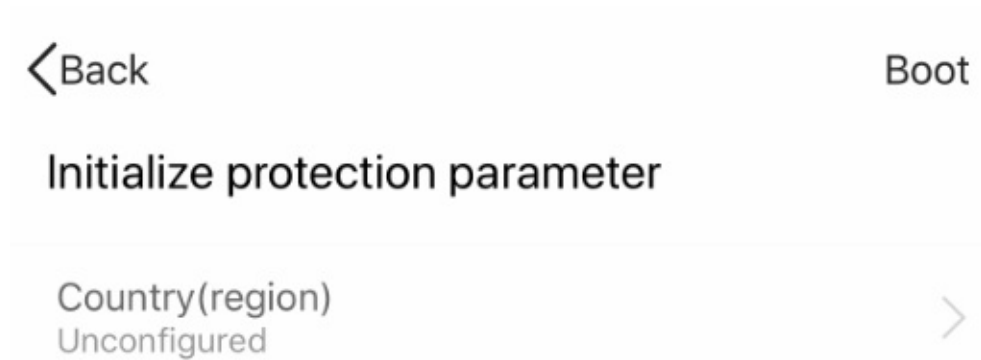 Back
Boot
Initialize protection parameter
Country(region)
Unconfigured